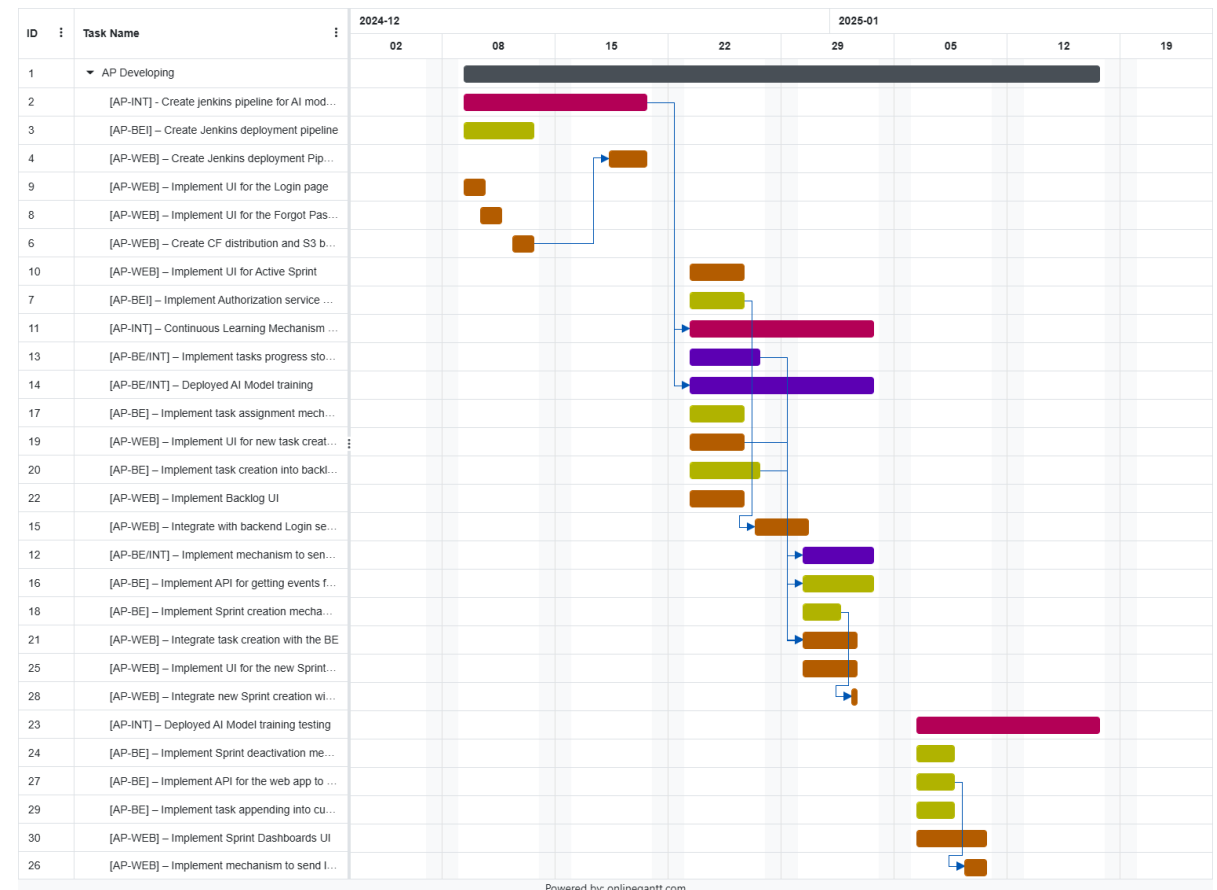 ID ⋮ Task Name ⋮ 2024-12 2025-01
02 08 15 22 29 05 12 19
1 AP Developing
2 [AP-INT] - Create jenkins pipeline for AI mod...
3 [AP-BEI] – Create Jenkins deployment pipeline
4 [AP-WEB] – Create Jenkins deployment Pip...
9 [AP-WEB] – Implement UI for the Login page
8 [AP-WEB] – Implement UI for the Forgot Pas...
6 [AP-WEB] – Create CF distribution and S3 b...
10 [AP-WEB] – Implement UI for Active Sprint
7 [AP-BEI] – Implement Authorization service ...
11 [AP-INT] – Continuous Learning Mechanism ...
13 [AP-BE/INT] – Implement tasks progress sto...
14 [AP-BE/INT] – Deployed AI Model training
17 [AP-BE] – Implement task assignment mech...
19 [AP-WEB] – Implement UI for new task creat...
20 [AP-BE] – Implement task creation into backl...
22 [AP-WEB] – Implement Backlog UI
15 [AP-WEB] – Integrate with backend Login se...
12 [AP-BE/INT] – Implement mechanism to sen...
16 [AP-BE] – Implement API for getting events f...
18 [AP-BE] – Implement Sprint creation mecha...
21 [AP-WEB] – Integrate task creation with the BE
25 [AP-WEB] – Implement UI for the new Sprint...
28 [AP-WEB] – Integrate new Sprint creation wi...
23 [AP-INT] – Deployed AI Model training testing
24 [AP-BE] – Implement Sprint deactivation me...
27 [AP-BE] – Implement API for the web app to ...
29 [AP-BE] – Implement task appending into cu...
30 [AP-WEB] – Implement Sprint Dashboards UI
26 [AP-WEB] – Implement mechanism to send I...
Powered by: onlinegantt.com